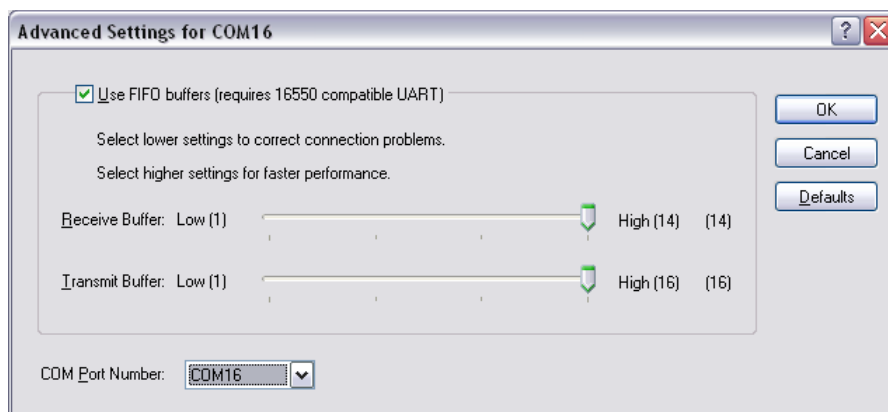 Advanced Settings for COM16
?
Use FIFO buffers (requires 16550 compatible UART)
OK
Select lower settings to correct connection problems.
Cancel
Select higher settings for faster performance.
Defaults
Receive Buffer: Low (1) High (14) (14)
Transmit Buffer: Low (1) High (16) (16)
COM Port Number: COM16